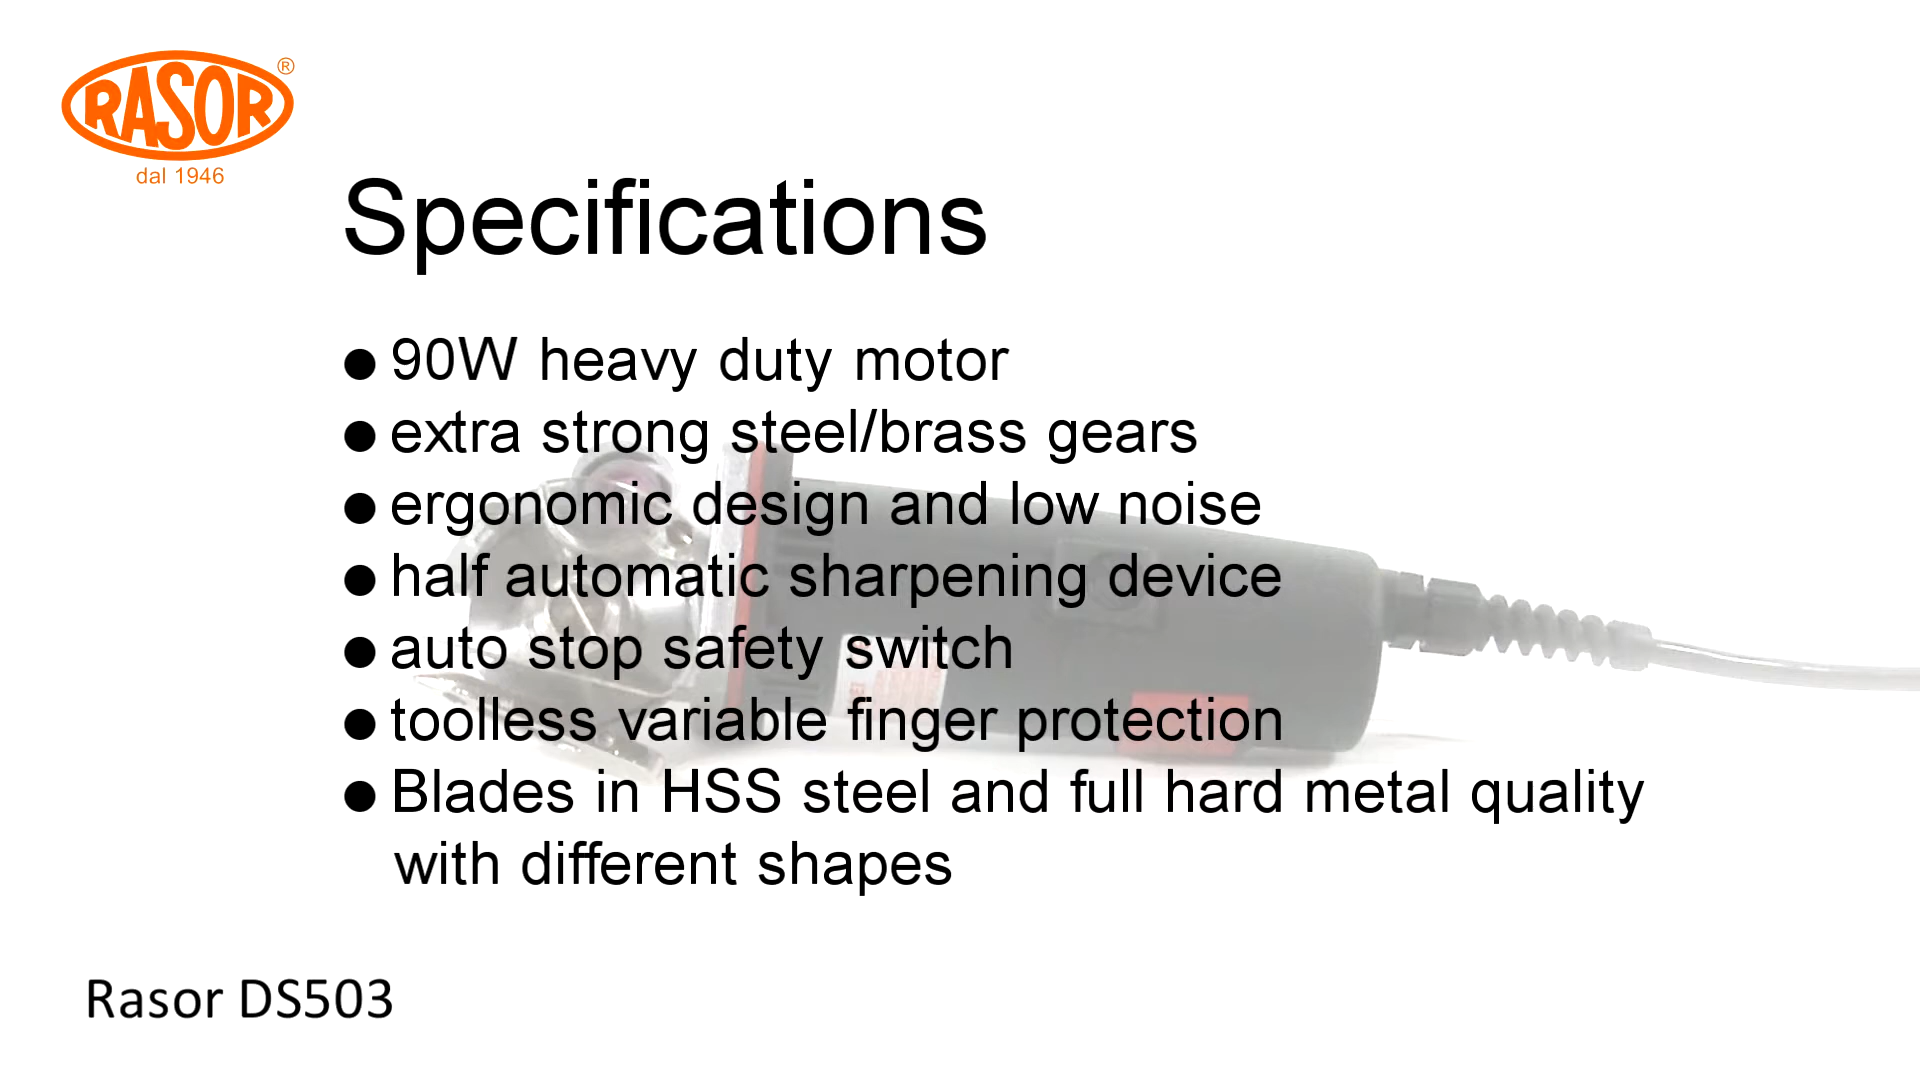 RASOR®
dal 1946
Specifications
● 90W heavy duty motor
● extra strong steel/brass gears
● ergonomic design and low noise
● half automatic sharpening device
● auto stop safety switch
● toolless variable finger protection
● Blades in HSS steel and full hard metal quality
with different shapes
Rasor DS503